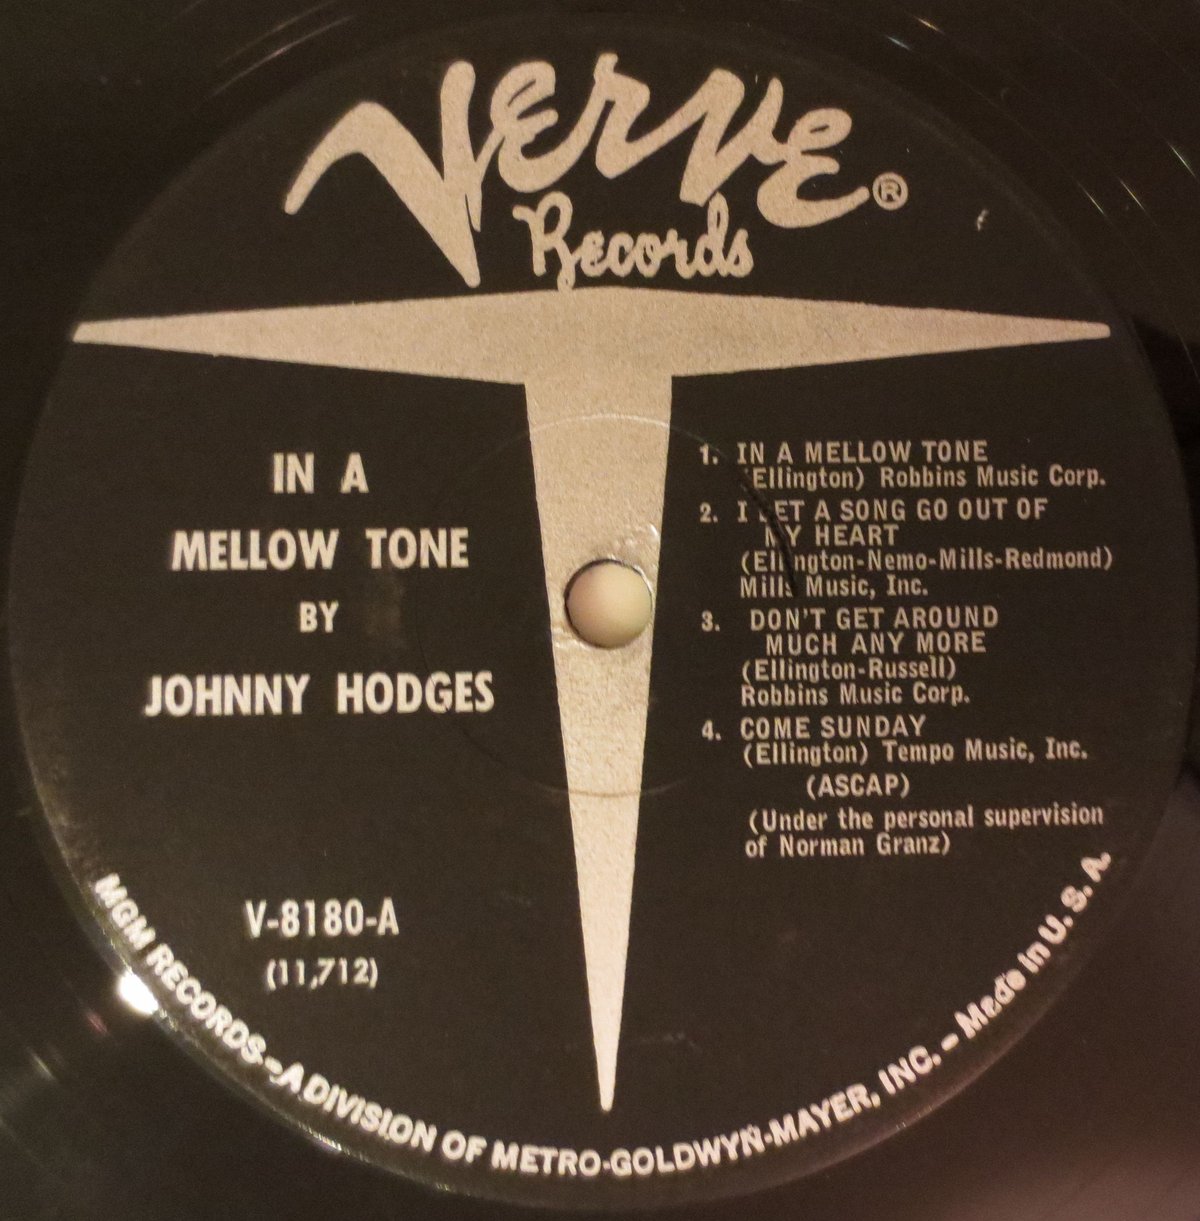 Verve®
Records
IN A
MELLOW TONE
BY
JOHNNY HODGES
V-8180-A
(11,712)
1. IN A MELLOW TONE
(Ellington) Robbins Music Corp.
2. I LET A SONG GO OUT OF
MY HEART
(Ellington-Nemo-Mills-Redmond)
Mills Music, Inc.
3. DON'T GET AROUND
MUCH ANY MORE
(Ellington-Russell)
Robbins Music Corp.
4. COME SUNDAY
(Ellington) Tempo Music, Inc.
(ASCAP)
(Under the personal supervision
of Norman Granz)
MGM RECORDS - A DIVISION OF METRO-GOLDWYN-MAYER, INC. - Made in U. S. A.